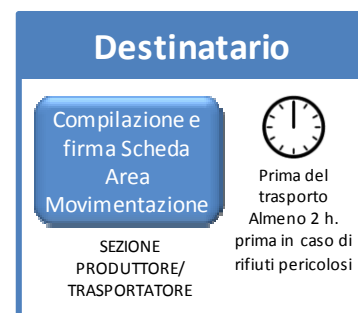 Destinatario
Compilazione e
firma Scheda
Area
Movimentazione
SEZIONE
PRODUTTORE/
TRASPORTATORE
Prima del
trasporto
Almeno 2 h.
prima in caso di
rifiuti pericolosi